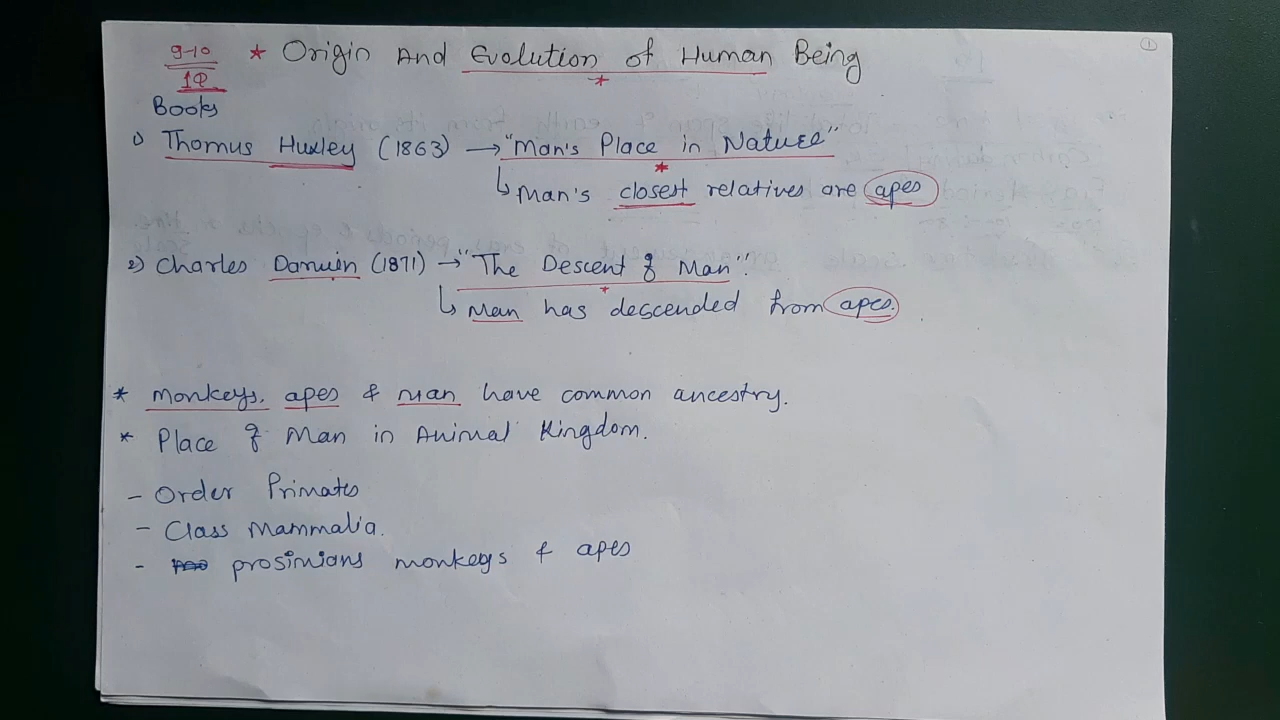 ①
9-10
1Q
* Origin And Evolution of Human Being
*
Books
1) Thomus Huxley (1863) → "Man's Place in Nature"
*
↳ Man's closest relatives are apes
2) Charles Darwin (1871) → "The Descent of Man".
*
↳ Man has descended from apes.
* monkeys, apes & man have common ancestry.
* Place of Man in Animal Kingdom.
- Order Primates
- Class Mammalia.
- prosimians monkeys & apes